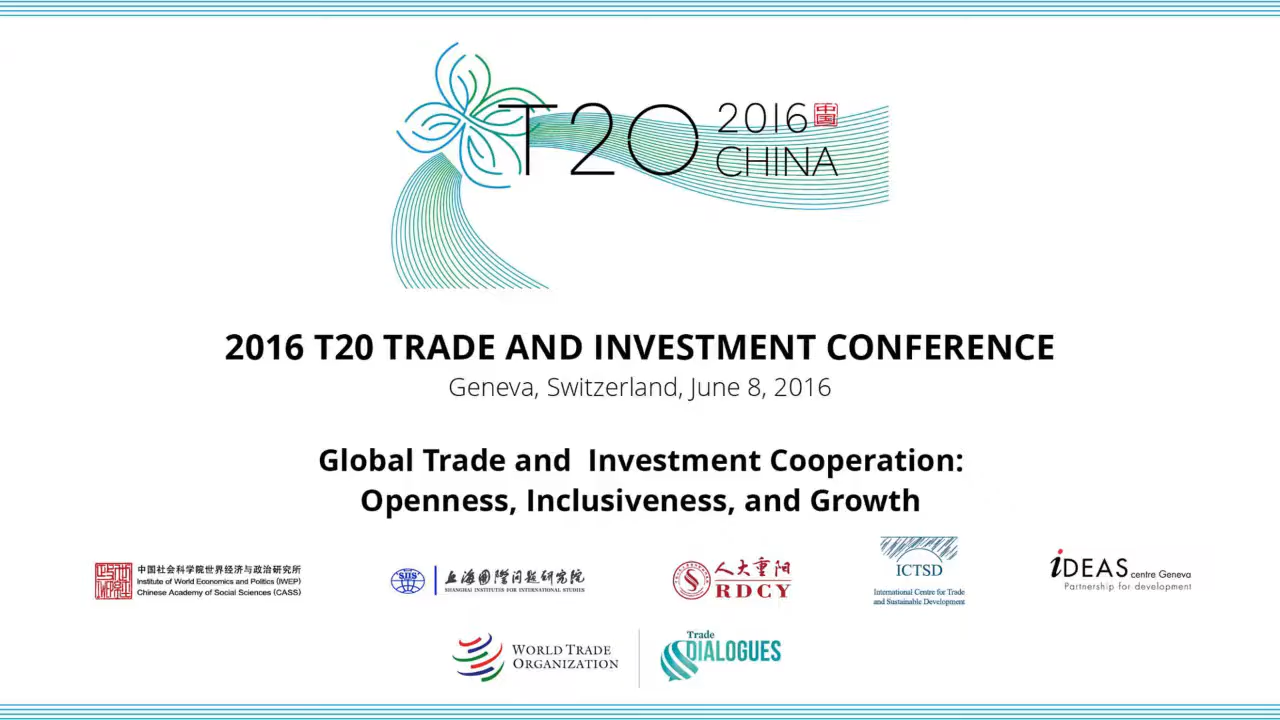 T20 2016 中国
CHINA
2016 T20 TRADE AND INVESTMENT CONFERENCE
Geneva, Switzerland, June 8, 2016
Global Trade and Investment Cooperation:
Openness, Inclusiveness, and Growth
中国社会科学院世界经济与政治研究所
Institute of World Economics and Politics (IWEP)
Chinese Academy of Social Sciences (CASS)
SIIS
上海国際问题研究院
SHANGHAI INSTITUTES FOR INTERNATIONAL STUDIES
人大重阳
RDCY
ICTSD
International Centre for Trade
and Sustainable Development
iDEAS centre Geneva
Partnership for development
WORLD TRADE
ORGANIZATION
Trade
DIALOGUES